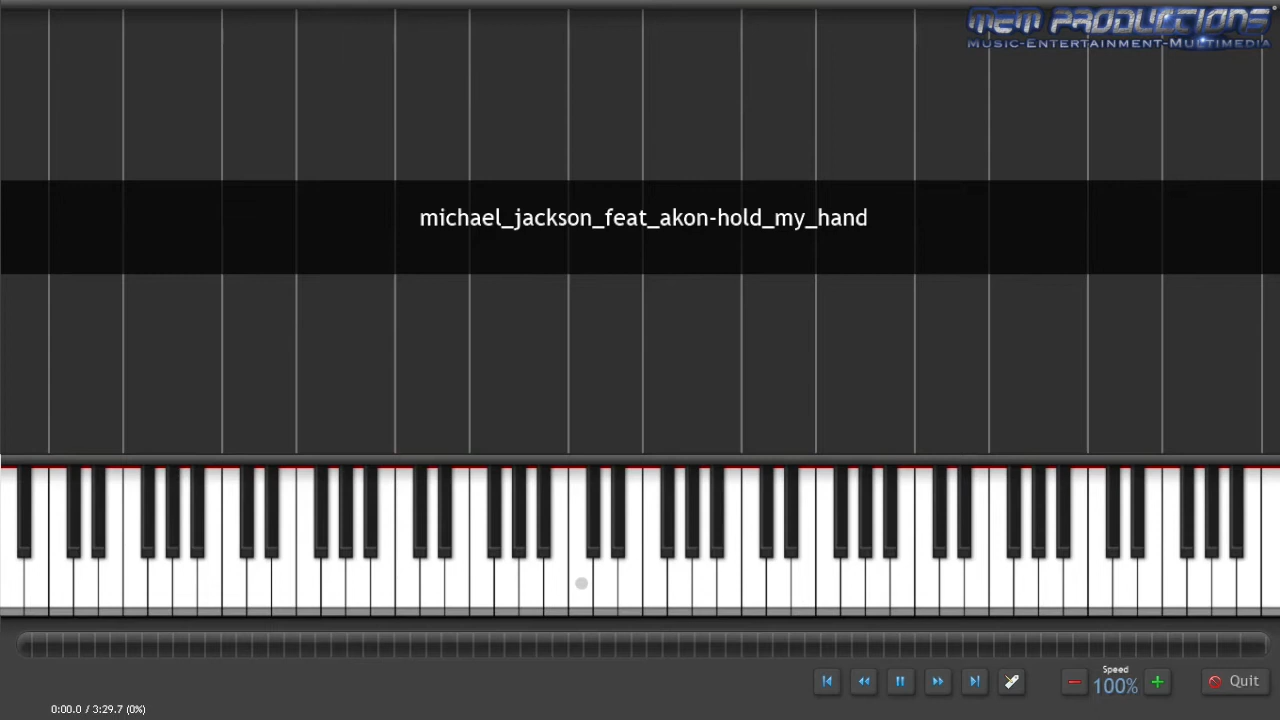 MEM PRODUCTIONS
MUSIC-ENTERTAINMENT-MULTIMEDIA
michael_jackson_feat_akon-hold_my_hand
Speed
100%
Quit
0:00.0 / 3:29.7 (0%)